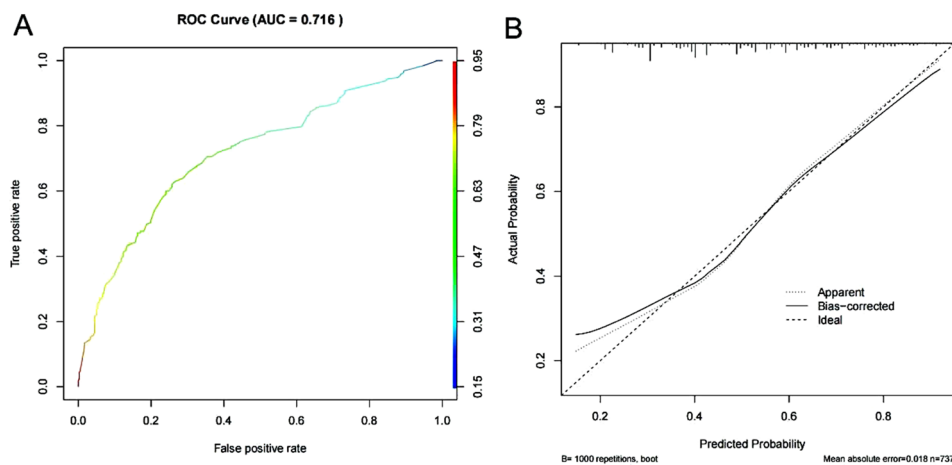 A
ROC Curve (AUC = 0.716 )
True positive rate
1.0
0.8
0.6
0.4
0.2
0.0
0.0 0.2 0.4 0.6 0.8 1.0
False positive rate
0.95
0.79
0.63
0.47
0.31
0.15
B
Actual Probability
0.8
0.6
0.4
0.2
Apparent
Bias-corrected
Ideal
0.2 0.4 0.6 0.8
Predicted Probability
B= 1000 repetitions, boot
Mean absolute error=0.018